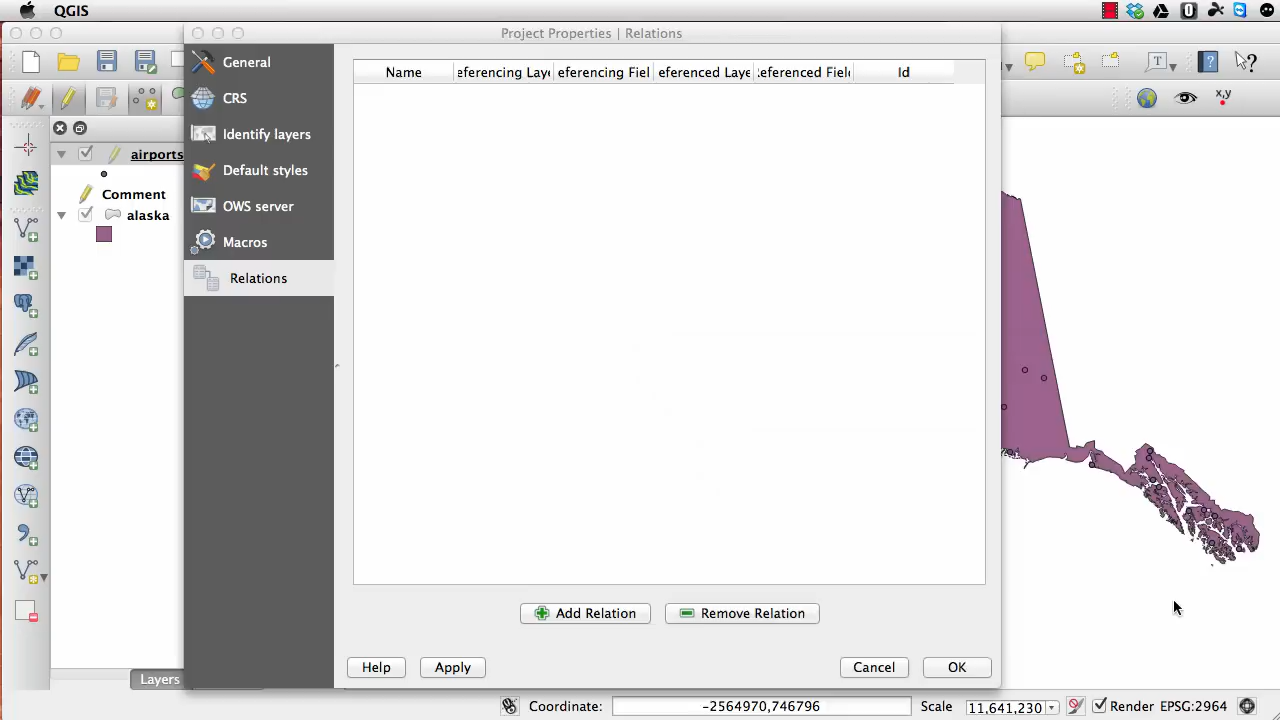 QGIS
Project Properties | Relations
General
CRS
Identify layers
Default styles
OWS server
Macros
Relations
Name
eferencing Laye
eferencing Fiel
eferenced Laye
eferenced Field
Id
T
?
?
x,y
airports
Comment
alaska
Add Relation
Remove Relation
Help
Apply
Cancel
OK
Layers
Coordinate:
-2564970,746796
Scale
11,641,230
Render
EPSG:2964